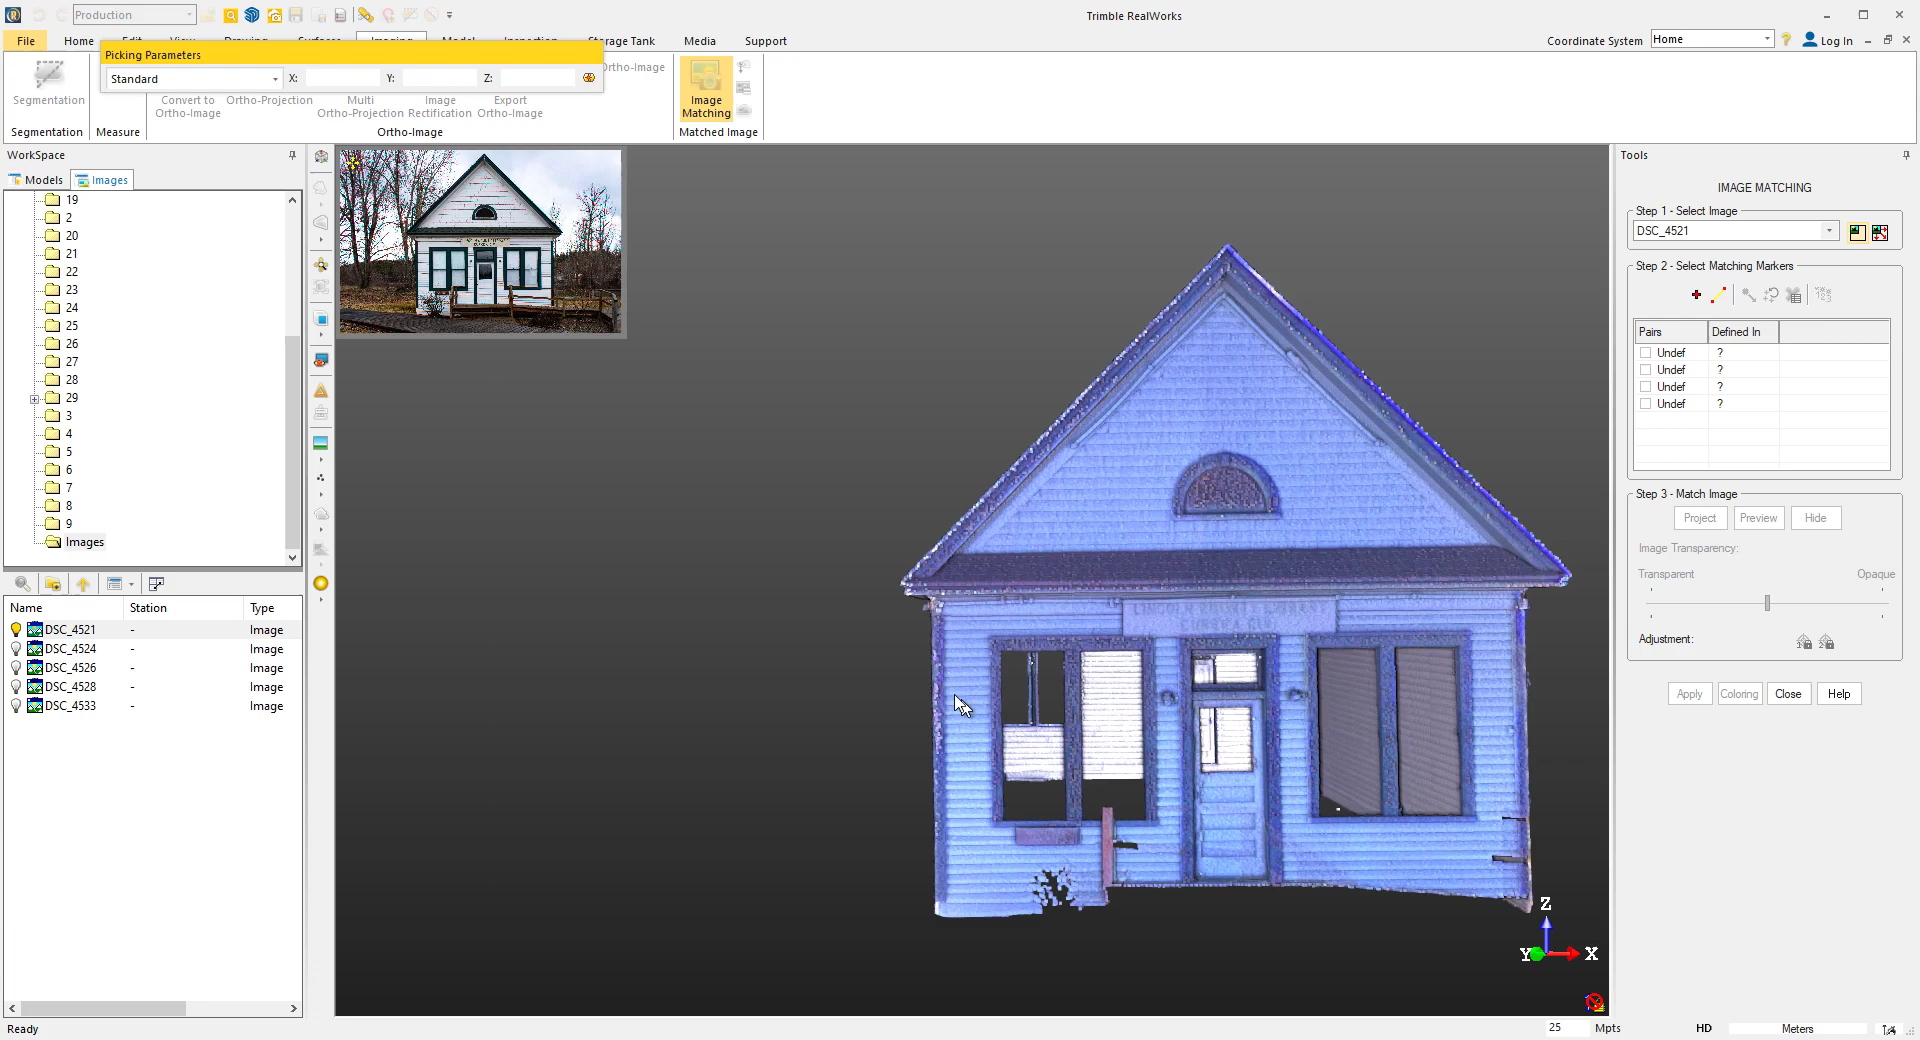 Production
Trimble RealWorks
File
Home
Storage Tank
Media
Support
Coordinate System
Home
?
Log In
Picking Parameters
Standard
X:
Y:
Z:
Ortho-Image
Segmentation
Convert to
Ortho-Image
Ortho-Projection
Multi
Ortho-Projection
Image
Rectification
Export
Ortho-Image
Image
Matching
Segmentation
Measure
Ortho-Image
Matched Image
WorkSpace
Models
Images
19
2
20
21
22
23
24
25
26
27
28
29
3
4
5
6
7
8
9
Images
Name Station Type
DSC_4521 - Image
DSC_4524 - Image
DSC_4526 - Image
DSC_4528 - Image
DSC_4533 - Image
Z
Y
X
Tools
IMAGE MATCHING
Step 1 - Select Image
DSC_4521
Step 2 - Select Matching Markers
Pairs Defined In
Undef ?
Undef ?
Undef ?
Undef ?
Step 3 - Match Image
Project Preview Hide
Image Transparency:
Transparent Opaque
Adjustment:
Apply Coloring Close Help
Ready
25 Mpts HD Meters